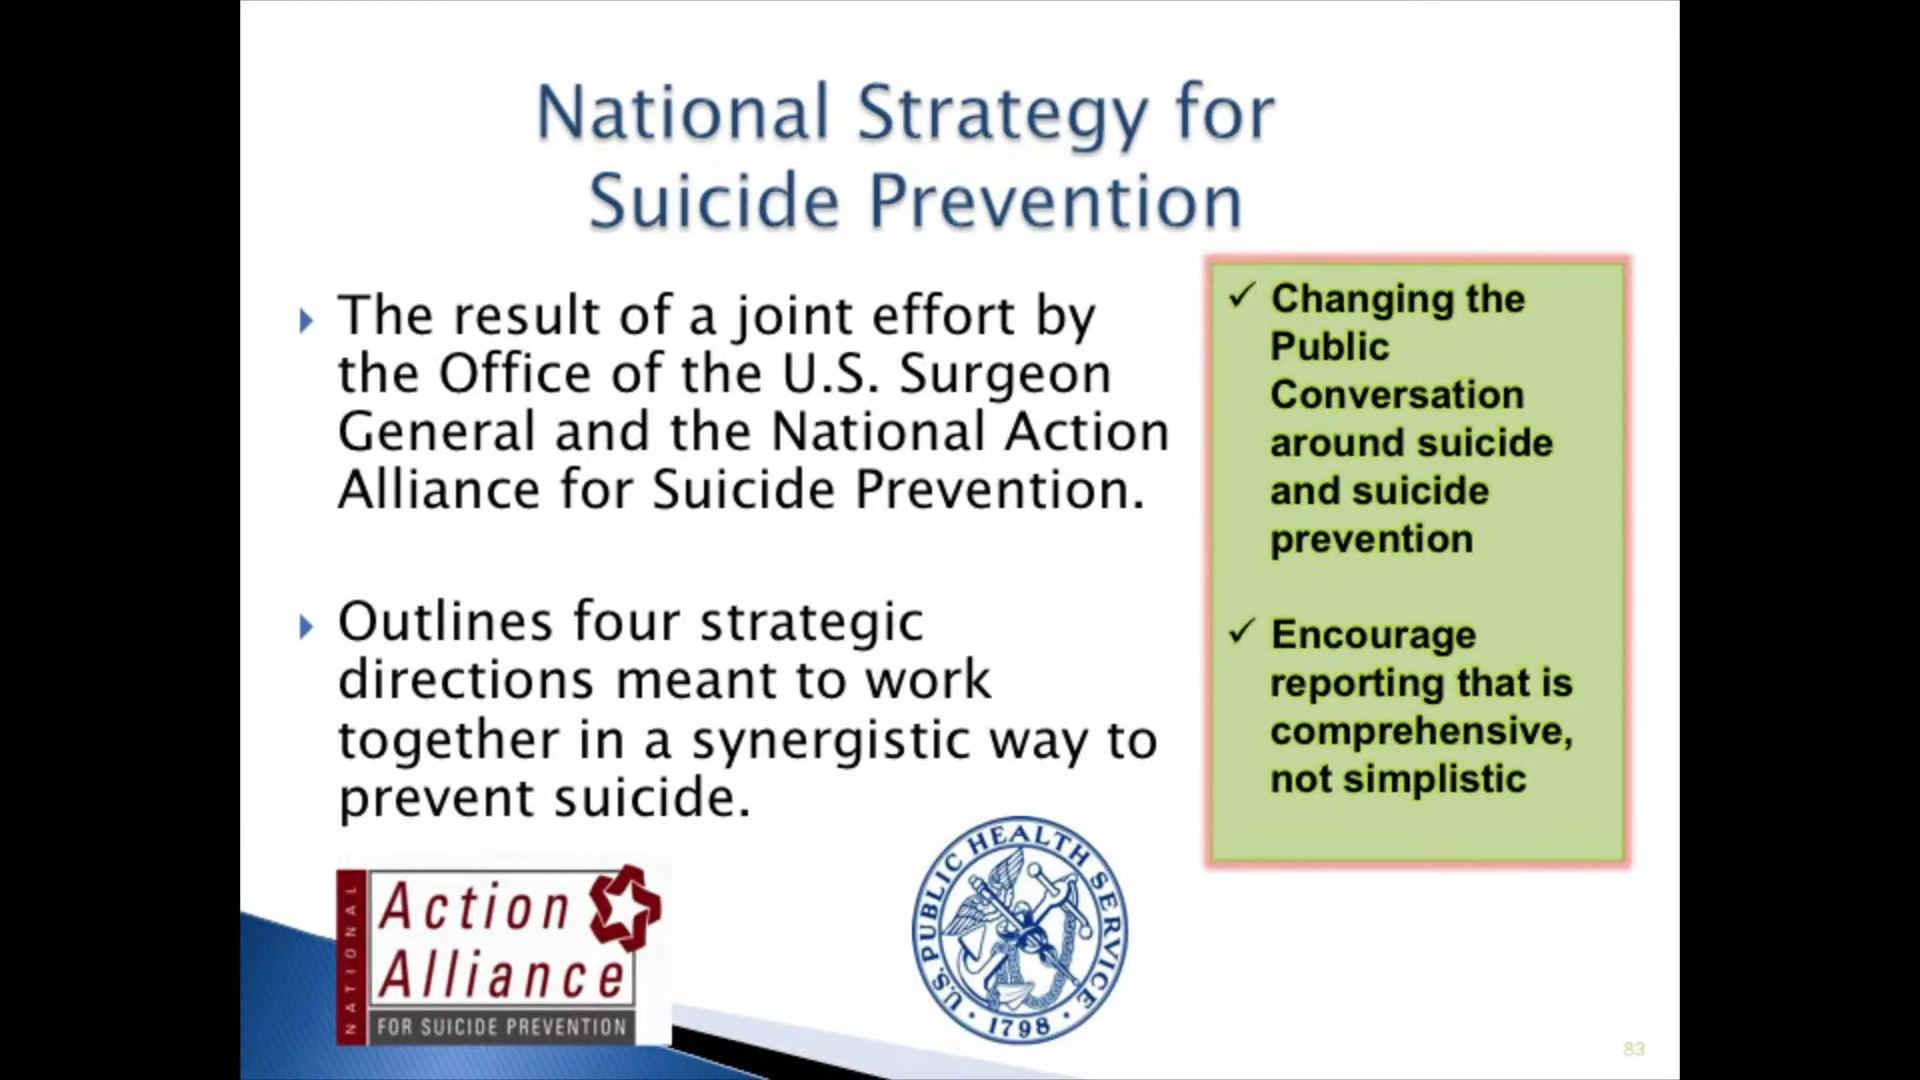 National Strategy for
Suicide Prevention
The result of a joint effort by
the Office of the U.S. Surgeon
General and the National Action
Alliance for Suicide Prevention.
Outlines four strategic
directions meant to work
together in a synergistic way to
prevent suicide.
✓ Changing the
Public
Conversation
around suicide
and suicide
prevention
✓ Encourage
reporting that is
comprehensive,
not simplistic
NATIONAL
Action
Alliance
FOR SUICIDE PREVENTION
U.S. PUBLIC HEALTH SERVICE
• 1798 •
83